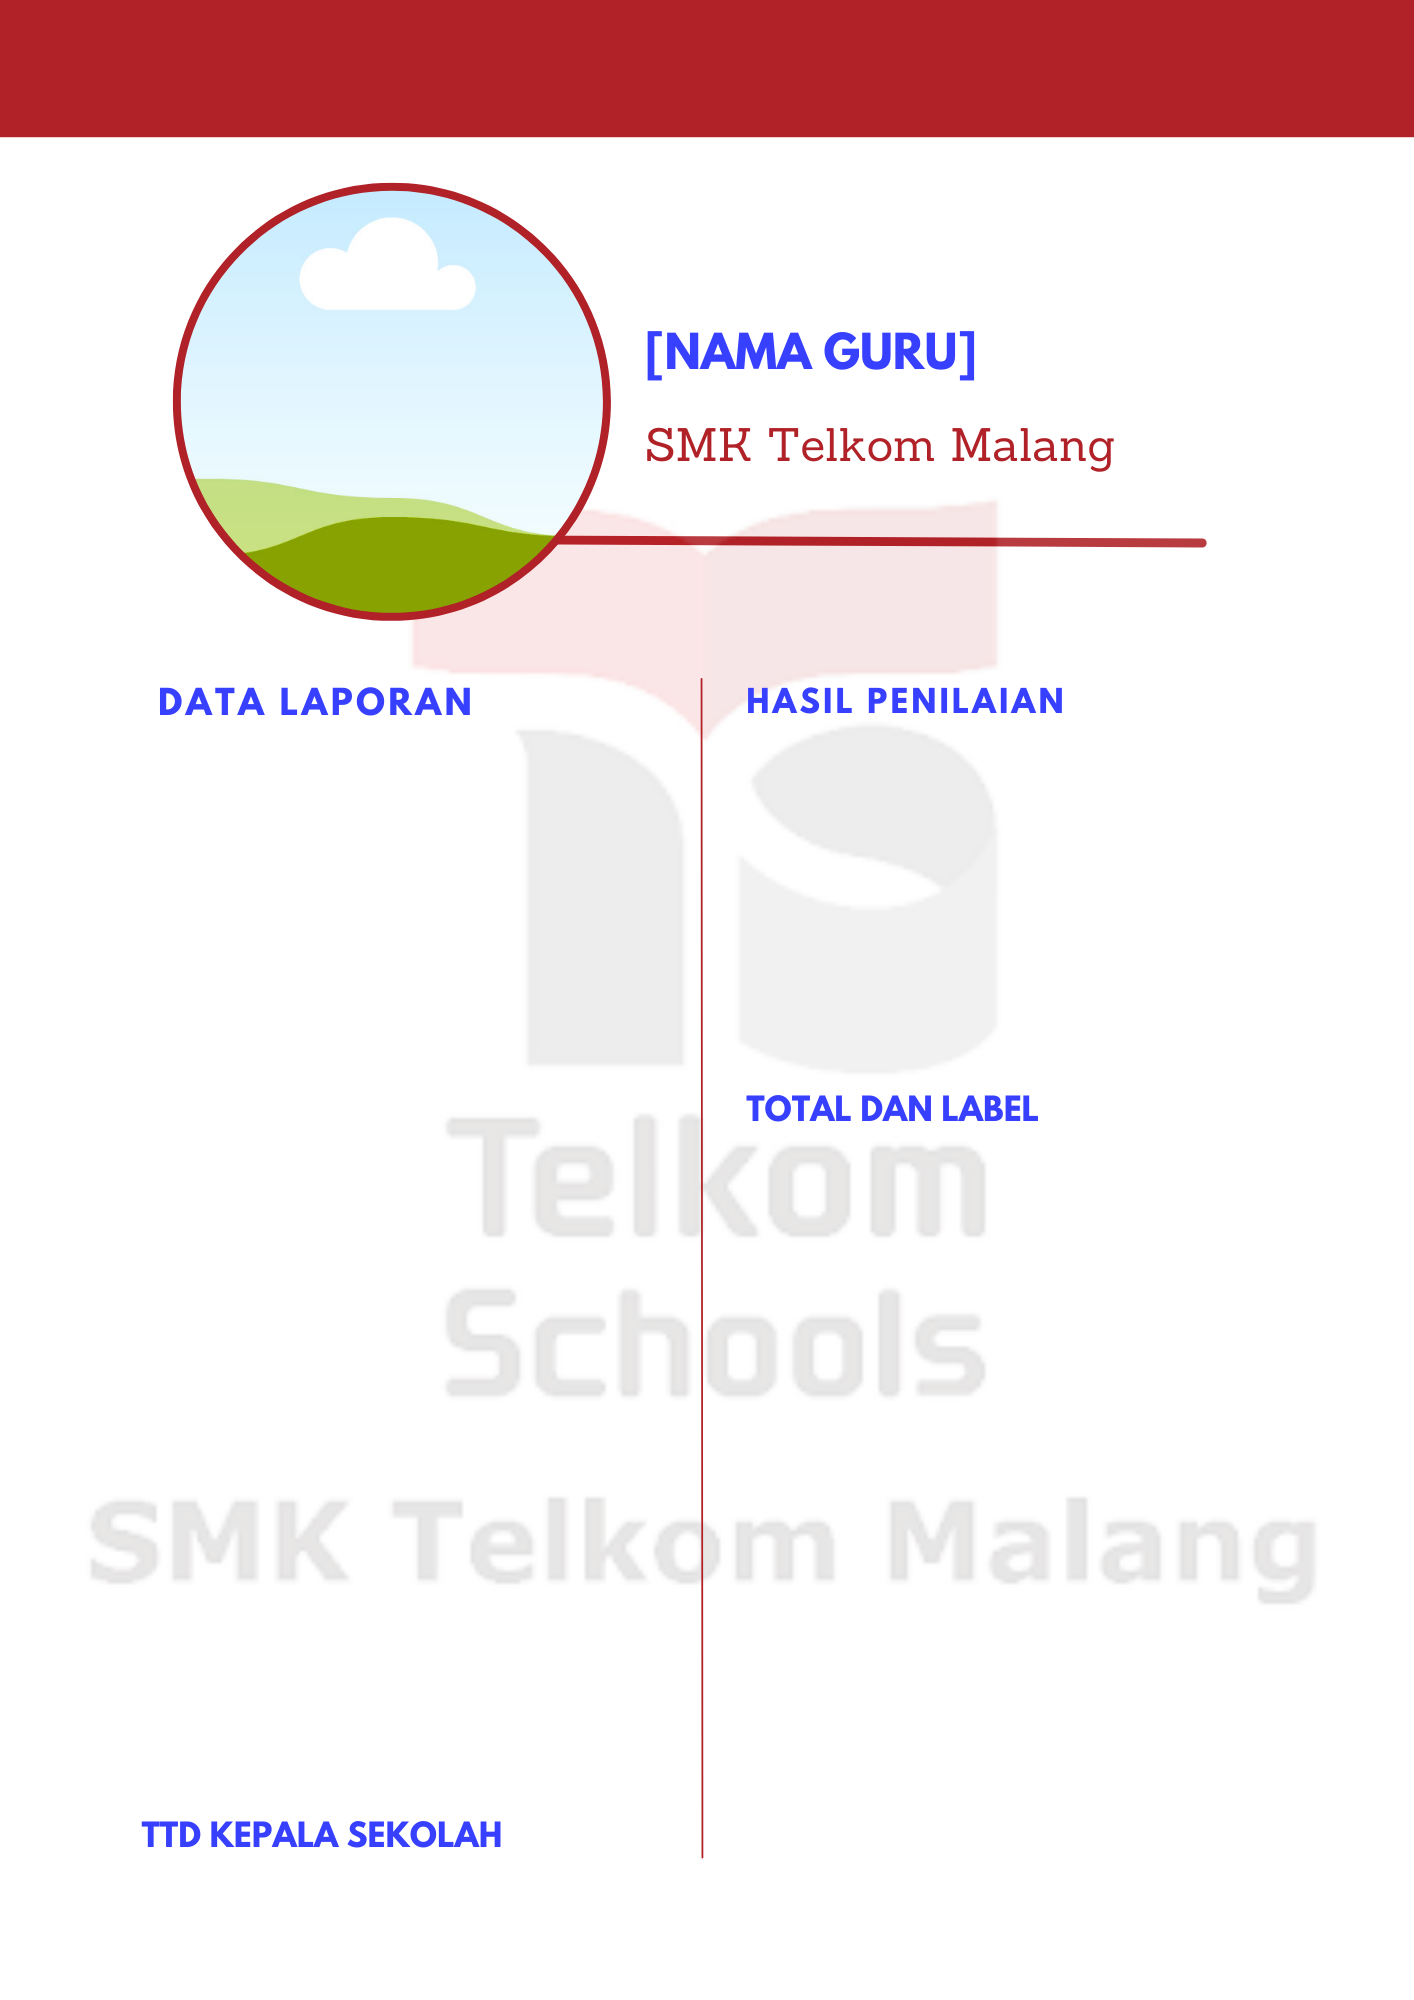 [NAMA GURU]
SMK Telkom Malang
DATA LAPORAN
HASIL PENILAIAN
TOTAL DAN LABEL
Telkom
Schools
SMK Telkom Malang
TTD KEPALA SEKOLAH